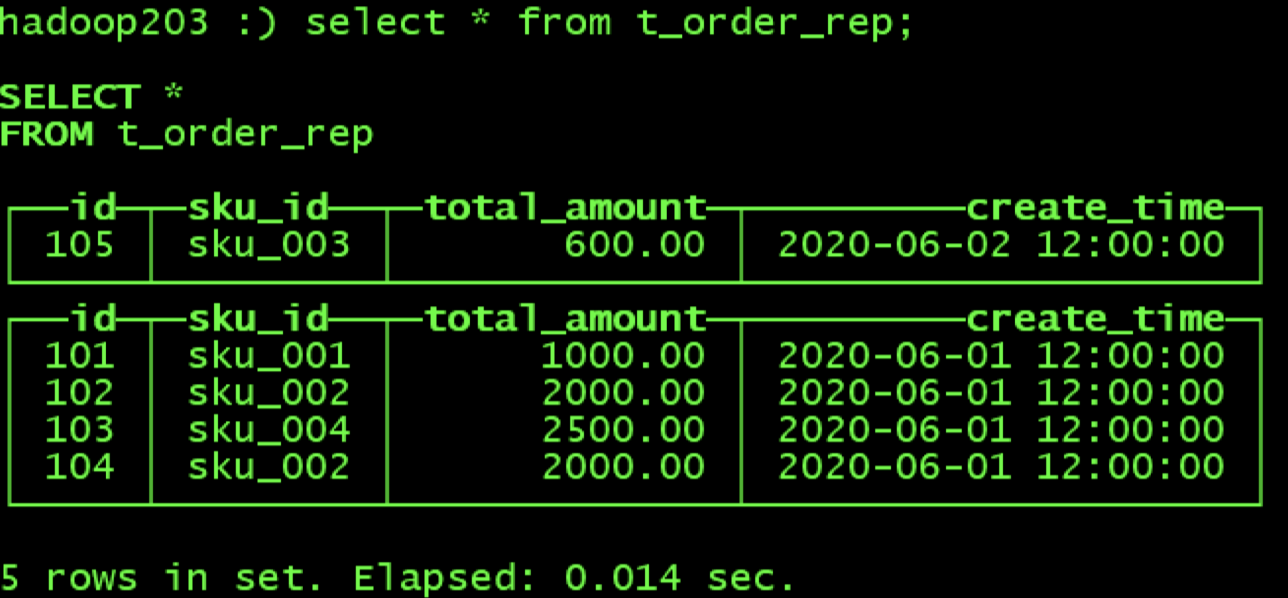 hadoop203 :) select * from t_order_rep;
SELECT *
FROM t_order_rep
id sku_id total_amount create_time
105 sku_003 600.00 2020-06-02 12:00:00
id sku_id total_amount create_time
101 sku_001 1000.00 2020-06-01 12:00:00
102 sku_002 2000.00 2020-06-01 12:00:00
103 sku_004 2500.00 2020-06-01 12:00:00
104 sku_002 2000.00 2020-06-01 12:00:00
5 rows in set. Elapsed: 0.014 sec.